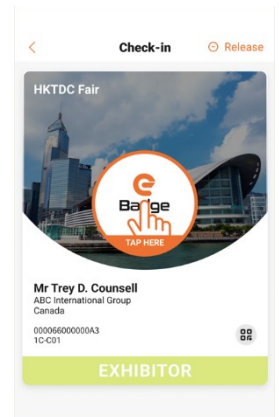 Check-in
Release
HKTDC Fair
e
Badge
TAP HERE
Mr Trey D. Counsell
ABC International Group
Canada
000066000000A3
1C-C01
EXHIBITOR